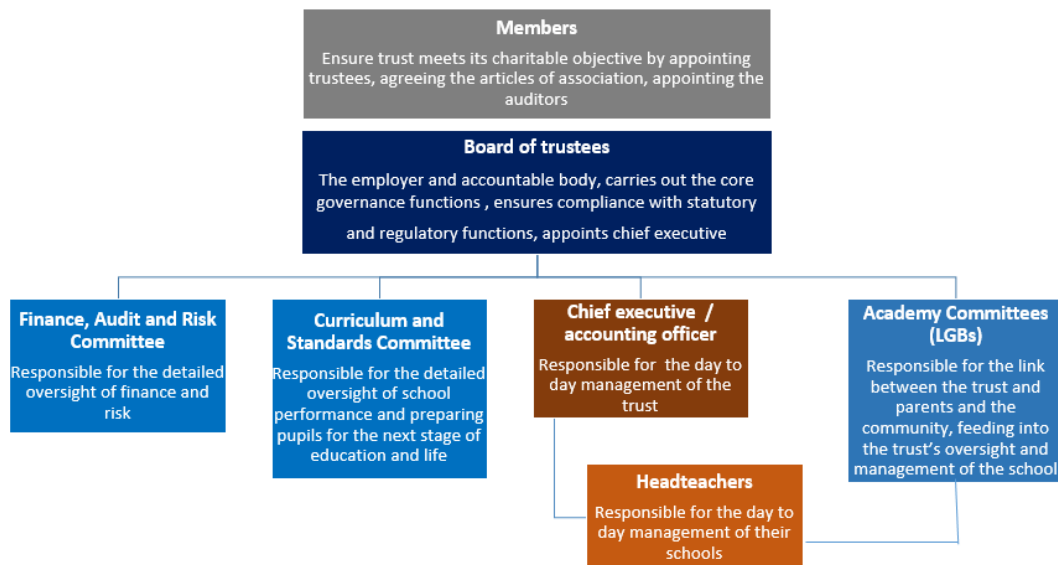 Members
Ensure trust meets its charitable objective by appointing
trustees, agreeing the articles of association, appointing the
auditors
Board of trustees
The employer and accountable body, carries out the core
governance functions , ensures compliance with statutory
and regulatory functions, appoints chief executive
Finance, Audit and Risk
Committee
Responsible for the detailed
oversight of finance and
risk
Curriculum and
Standards Committee
Responsible for the detailed
oversight of school
performance and preparing
pupils for the next stage of
education and life
Chief executive /
accounting officer
Responsible for the day to
day management of the
trust
Academy Committees
(LGBs)
Responsible for the link
between the trust and
parents and the
community, feeding into
the trust's oversight and
management of the school
Headteachers
Responsible for the day to
day management of their
schools